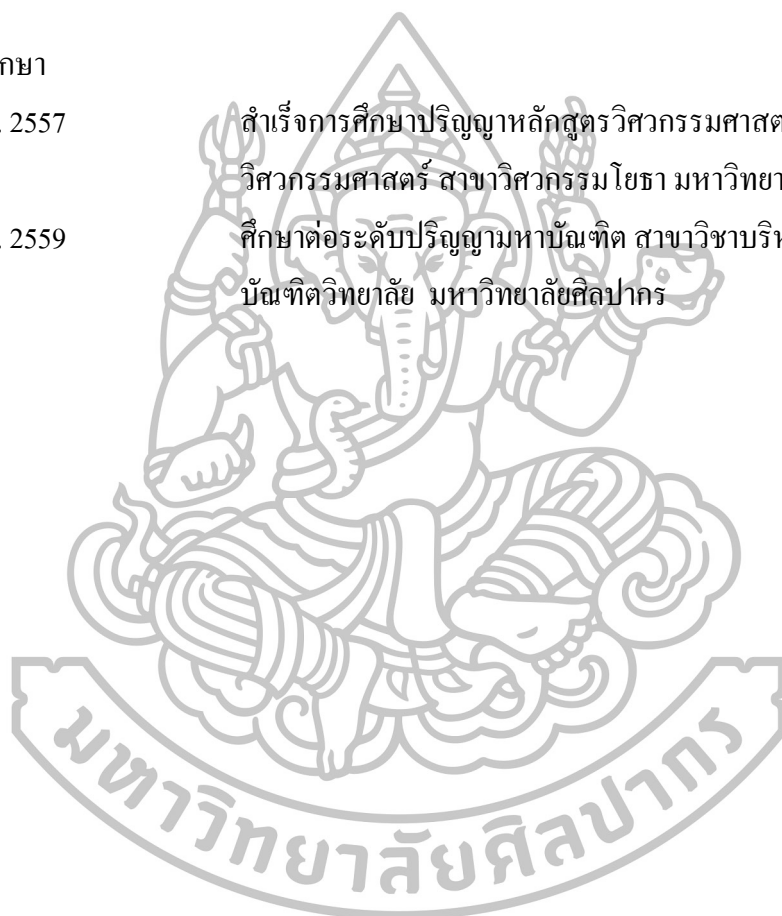 กษา
. 2557 สำเร็จการศึกษาปริญญาหลักสูตรวิศวกรรมศาสต
วิศวกรรมศาสตร์ สาขาวิศวกรรมโยธา มหาวิทยา
. 2559 ศึกษาต่อระดับปริญญามหาบัณฑิต สาขาวิชาบริห
บัณฑิตวิทยาลัย มหาวิทยาลัยศิลปากร
มหาวิทยาลัยศิลปากร